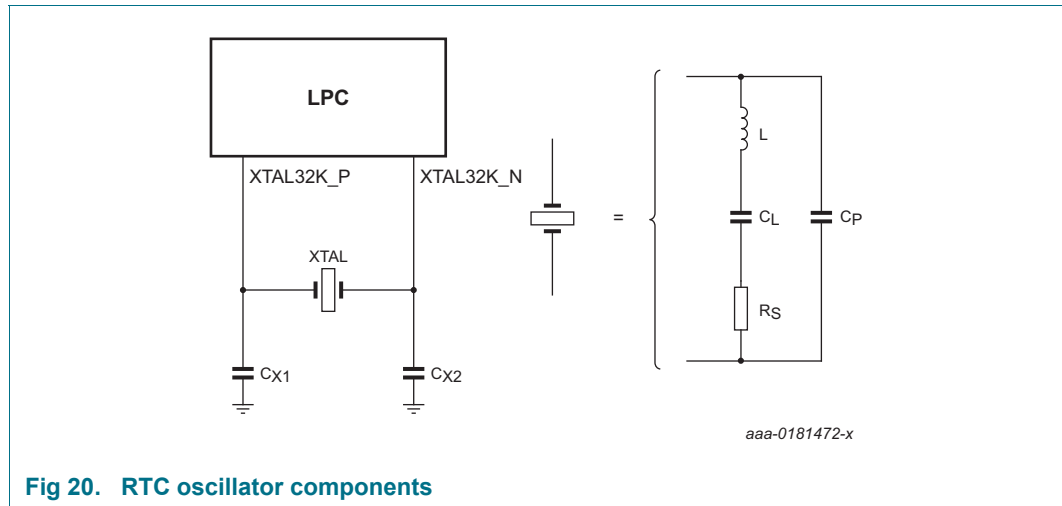 LPC
XTAL32K_P
XTAL32K_N
XTAL
CX1
CX2
=
L
CL
CP
RS
aaa-0181472-x
Fig 20. RTC oscillator components